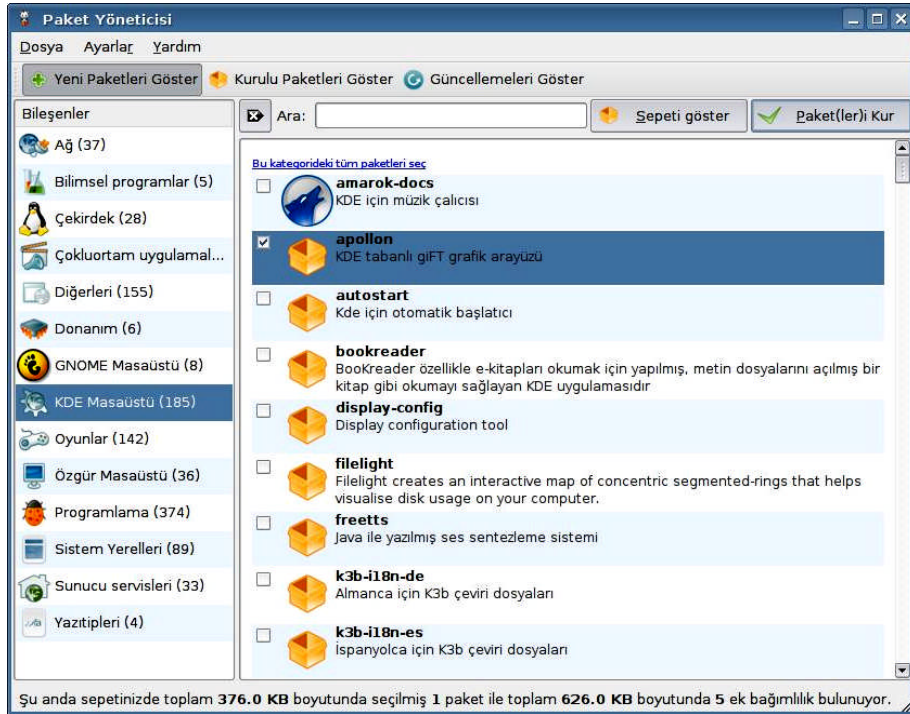 Paket Yöneticisi
Dosya Ayarlar Yardım
Yeni Paketleri Göster Kurulu Paketleri Göster Güncellemeleri Göster
Bileşenler
Ağ (37)
Bilimsel programlar (5)
Çekirdek (28)
Çokluortam uygulamal...
Diğerleri (155)
Donanım (6)
GNOME Masaüstü (8)
KDE Masaüstü (185)
Oyunlar (142)
Özgür Masaüstü (36)
Programlama (374)
Sistem Yerelleri (89)
Sunucu servisleri (33)
Yazıtipleri (4)
Ara: Sepeti göster Paket(ler)i Kur
Bu kategorideki tüm paketleri seç
amarok-docs
KDE için müzik çalıcısı
apollon
KDE tabanlı giFT grafik arayüzü
autostart
Kde için otomatik başlatıcı
bookreader
BooKreader özellikle e-kitapları okumak için yapılmış, metin dosyalarını açılmış bir
kitap gibi okumayı sağlayan KDE uygulamasıdır
display-config
Display configuration tool
filelight
Filelight creates an interactive map of concentric segmented-rings that helps
visualise disk usage on your computer.
freetts
Java ile yazılmış ses sentezleme sistemi
k3b-i18n-de
Almanca için K3b çeviri dosyaları
k3b-i18n-es
İspanyolca için K3b çeviri dosyaları
Şu anda sepetinizde toplam 376.0 KB boyutunda seçilmiş 1 paket ile toplam 626.0 KB boyutunda 5 ek bağımlılık bulunuyor.